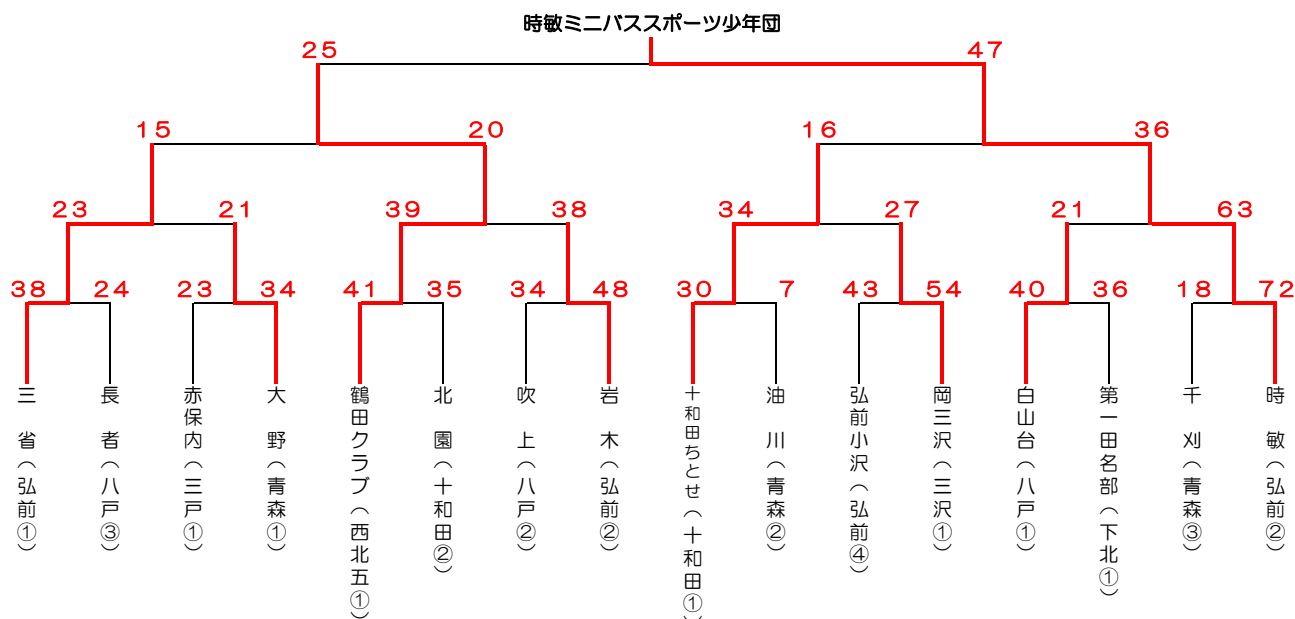 時敏ミニバススポーツ少年団
25 47
15 20 16 36
23 21 39 38 34 27 21 63
38 24 23 34 41 35 34 48 30 7 43 54 40 36 18 72
三省(弘前①)
長者(八戸③)
赤保内(三戸①)
大野(青森①)
鶴田クラブ(西北五①)
北園(十和田②)
吹上(八戸②)
岩木(弘前②)
十和田ちとせ(十和田①)
油川(青森②)
弘前小沢(弘前④)
岡三沢(三沢①)
白山台(八戸①)
第一田名部(下北①)
千刈(青森③)
時敏(弘前②)